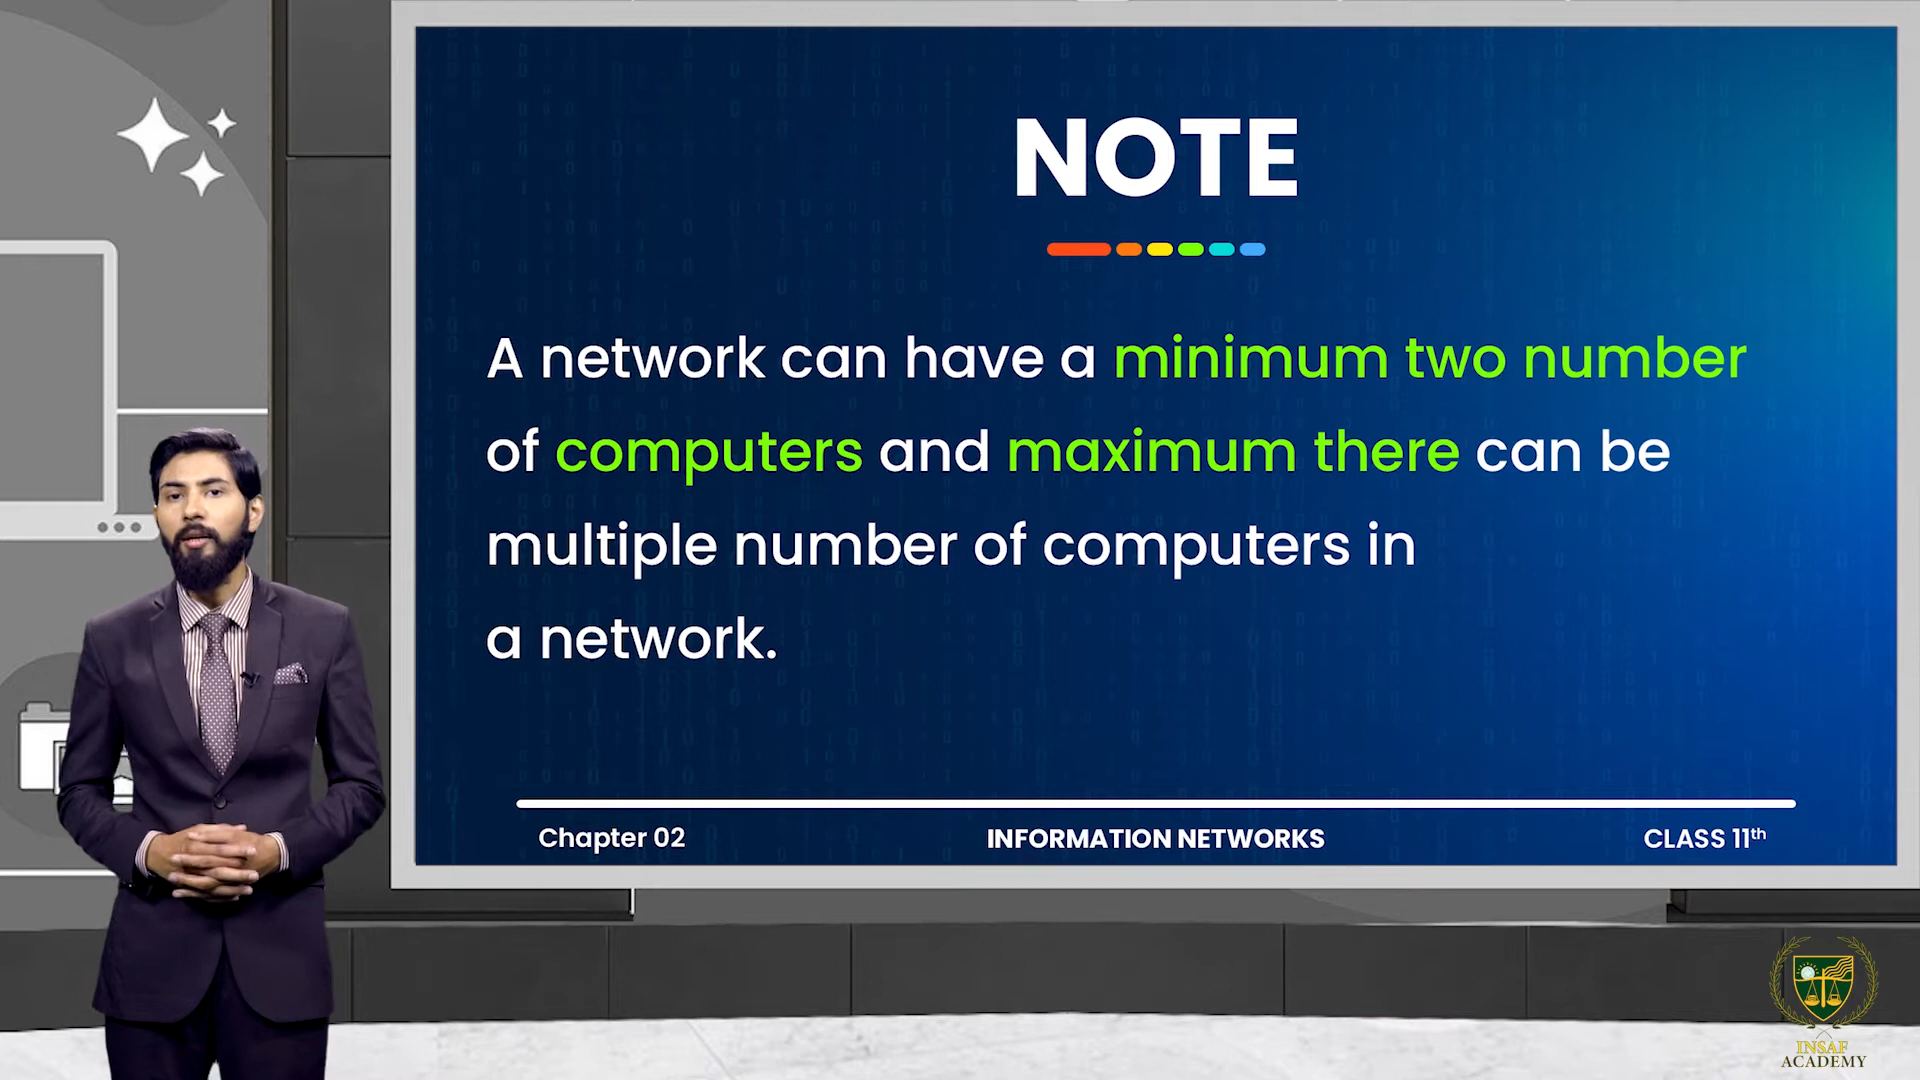 NOTE
A network can have a minimum two number
of computers and maximum there can be
multiple number of computers in
a network.
Chapter 02
INFORMATION NETWORKS
CLASS 11th
INSAF
ACADEMY